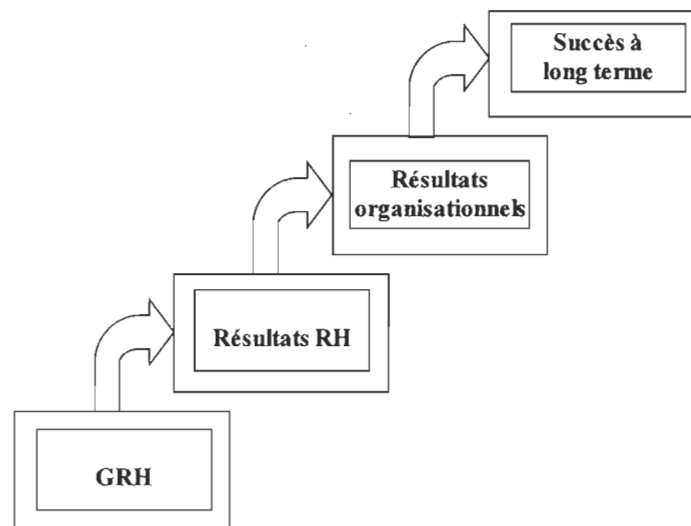 Succès à
long terme
Résultats
organisationnels
Résultats RH
GRH